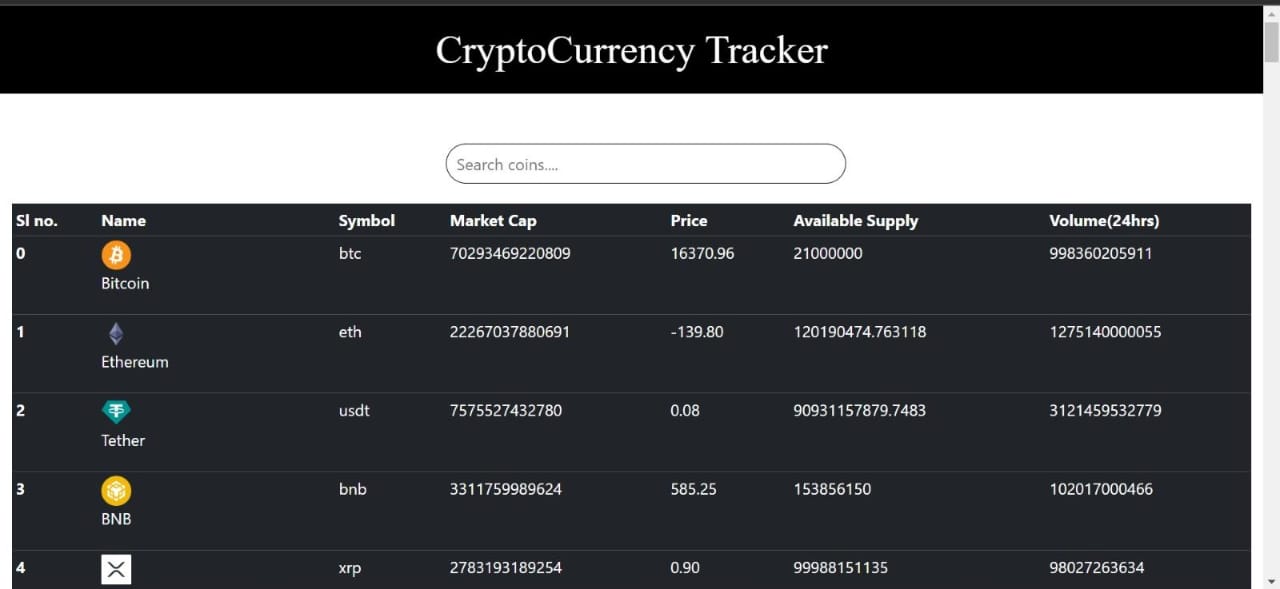 CryptoCurrency Tracker
Search coins....
Sl no. Name Symbol Market Cap Price Available Supply Volume(24hrs)
0 btc 70293469220809 16370.96 21000000 998360205911
Bitcoin
1 eth 22267037880691 -139.80 120190474.763118 1275140000055
Ethereum
2 usdt 7575527432780 0.08 90931157879.7483 3121459532779
Tether
3 bnb 3311759989624 585.25 153856150 102017000466
BNB
4 xrp 2783193189254 0.90 99988151135 98027263634